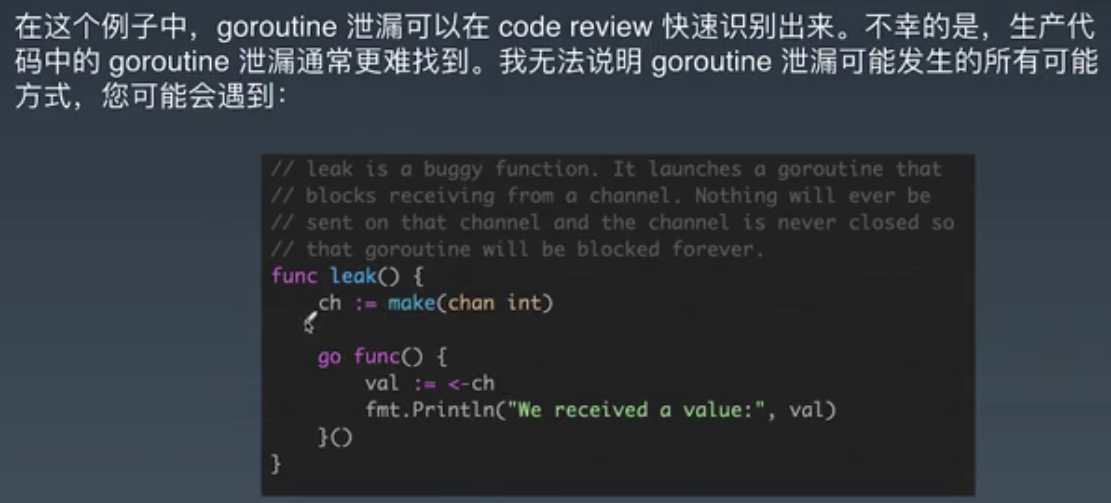 在这个例子中，goroutine 泄漏可以在 code review 快速识别出来。不幸的是，生产代
码中的 goroutine 泄漏通常更难找到。我无法说明 goroutine 泄漏可能发生的所有可能
方式，您可能会遇到：
// leak is a buggy function. It launches a goroutine that
// blocks receiving from a channel. Nothing will ever be
// sent on that channel and the channel is never closed so
// that goroutine will be blocked forever.
func leak() {
    ch := make(chan int)
    go func() {
        val := <-ch
        fmt.Println("We received a value:", val)
    }()
}